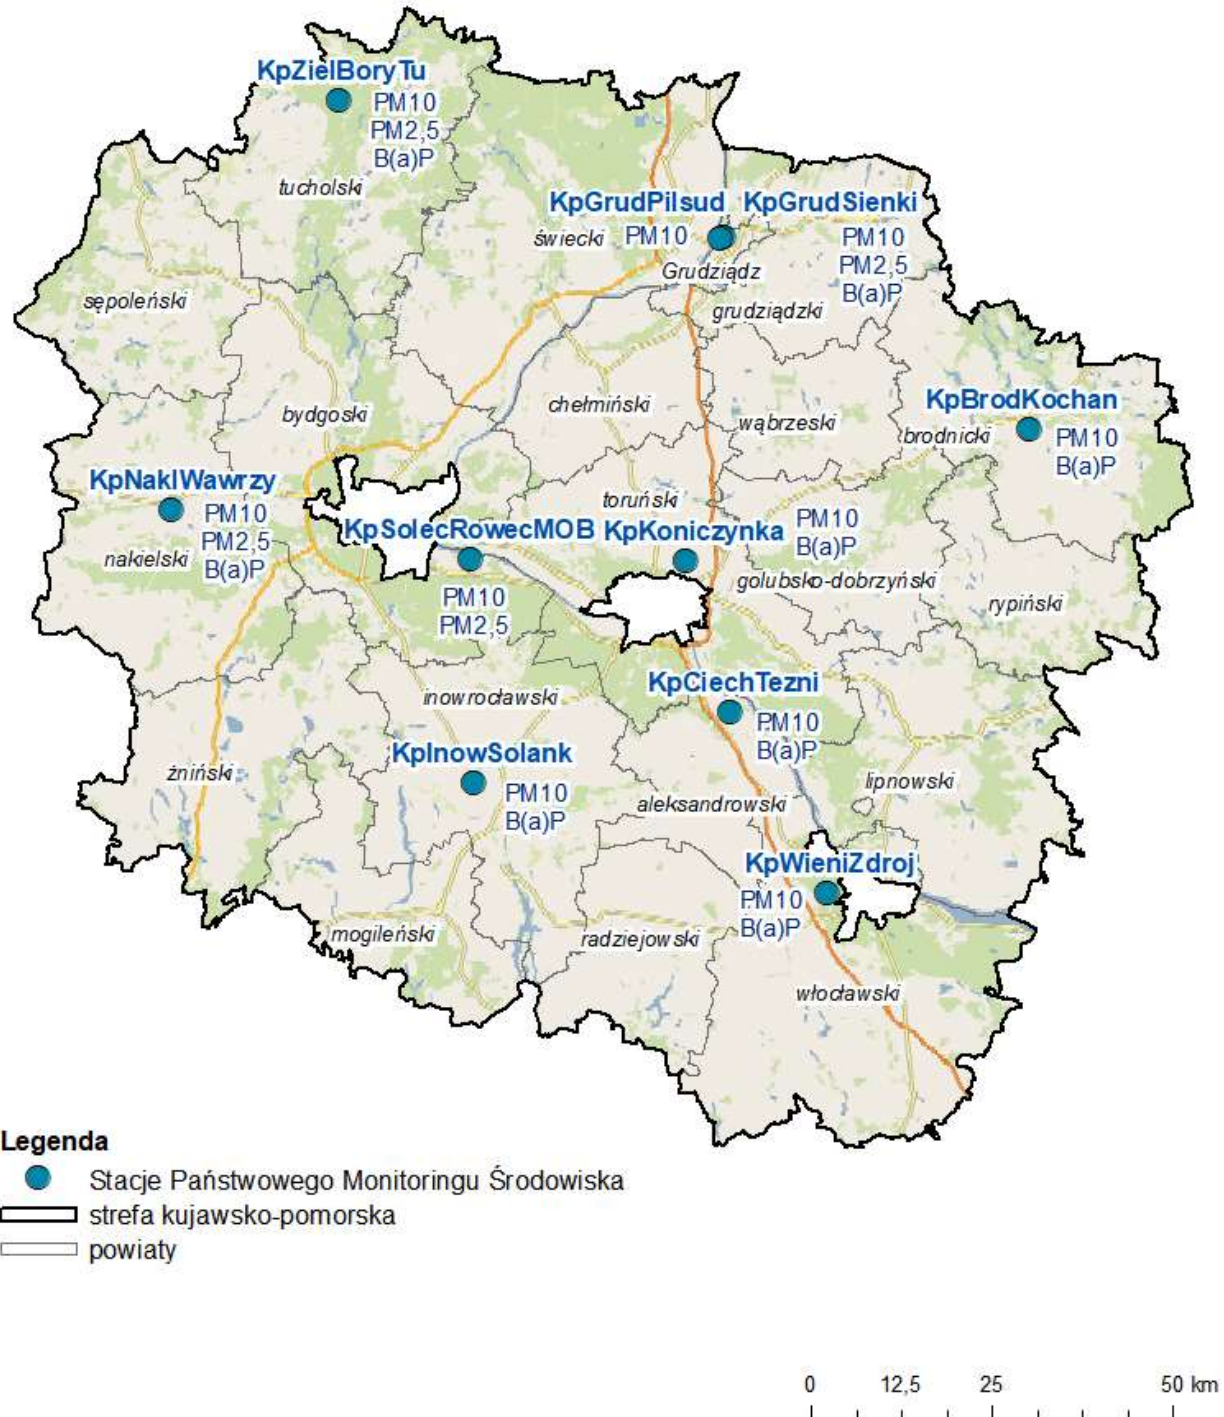 KpZielBoryTu
PM10
PM2,5
B(a)P
tucholski
KpGrudPilsud
KpGrudSienki
świecki
PM10
PM10
PM2,5
B(a)P
Grudziądz
grudziądzki
sępoleński
bydgoski
chełmiński
wąbrzeski
KpBrodKochan
brodnicki
PM10
B(a)P
KpNaklWawrzy
PM10
PM2,5
B(a)P
nakielski
toruński
KpSolecRowecMOB
PM10
PM2,5
KpKoniczynka
PM10
B(a)P
golubsko-dobrzyński
rypiński
KpCiechTezni
PM10
B(a)P
inowrocławski
KpInowSolank
PM10
B(a)P
żniński
aleksandrowski
lipnowski
KpWieniZdroj
PM10
B(a)P
mogileński
radziejowski
włocławski
Legenda
Stacje Państwowego Monitoringu Środowiska
strefa kujawsko-pomorska
powiaty
0 12,5 25 50 km